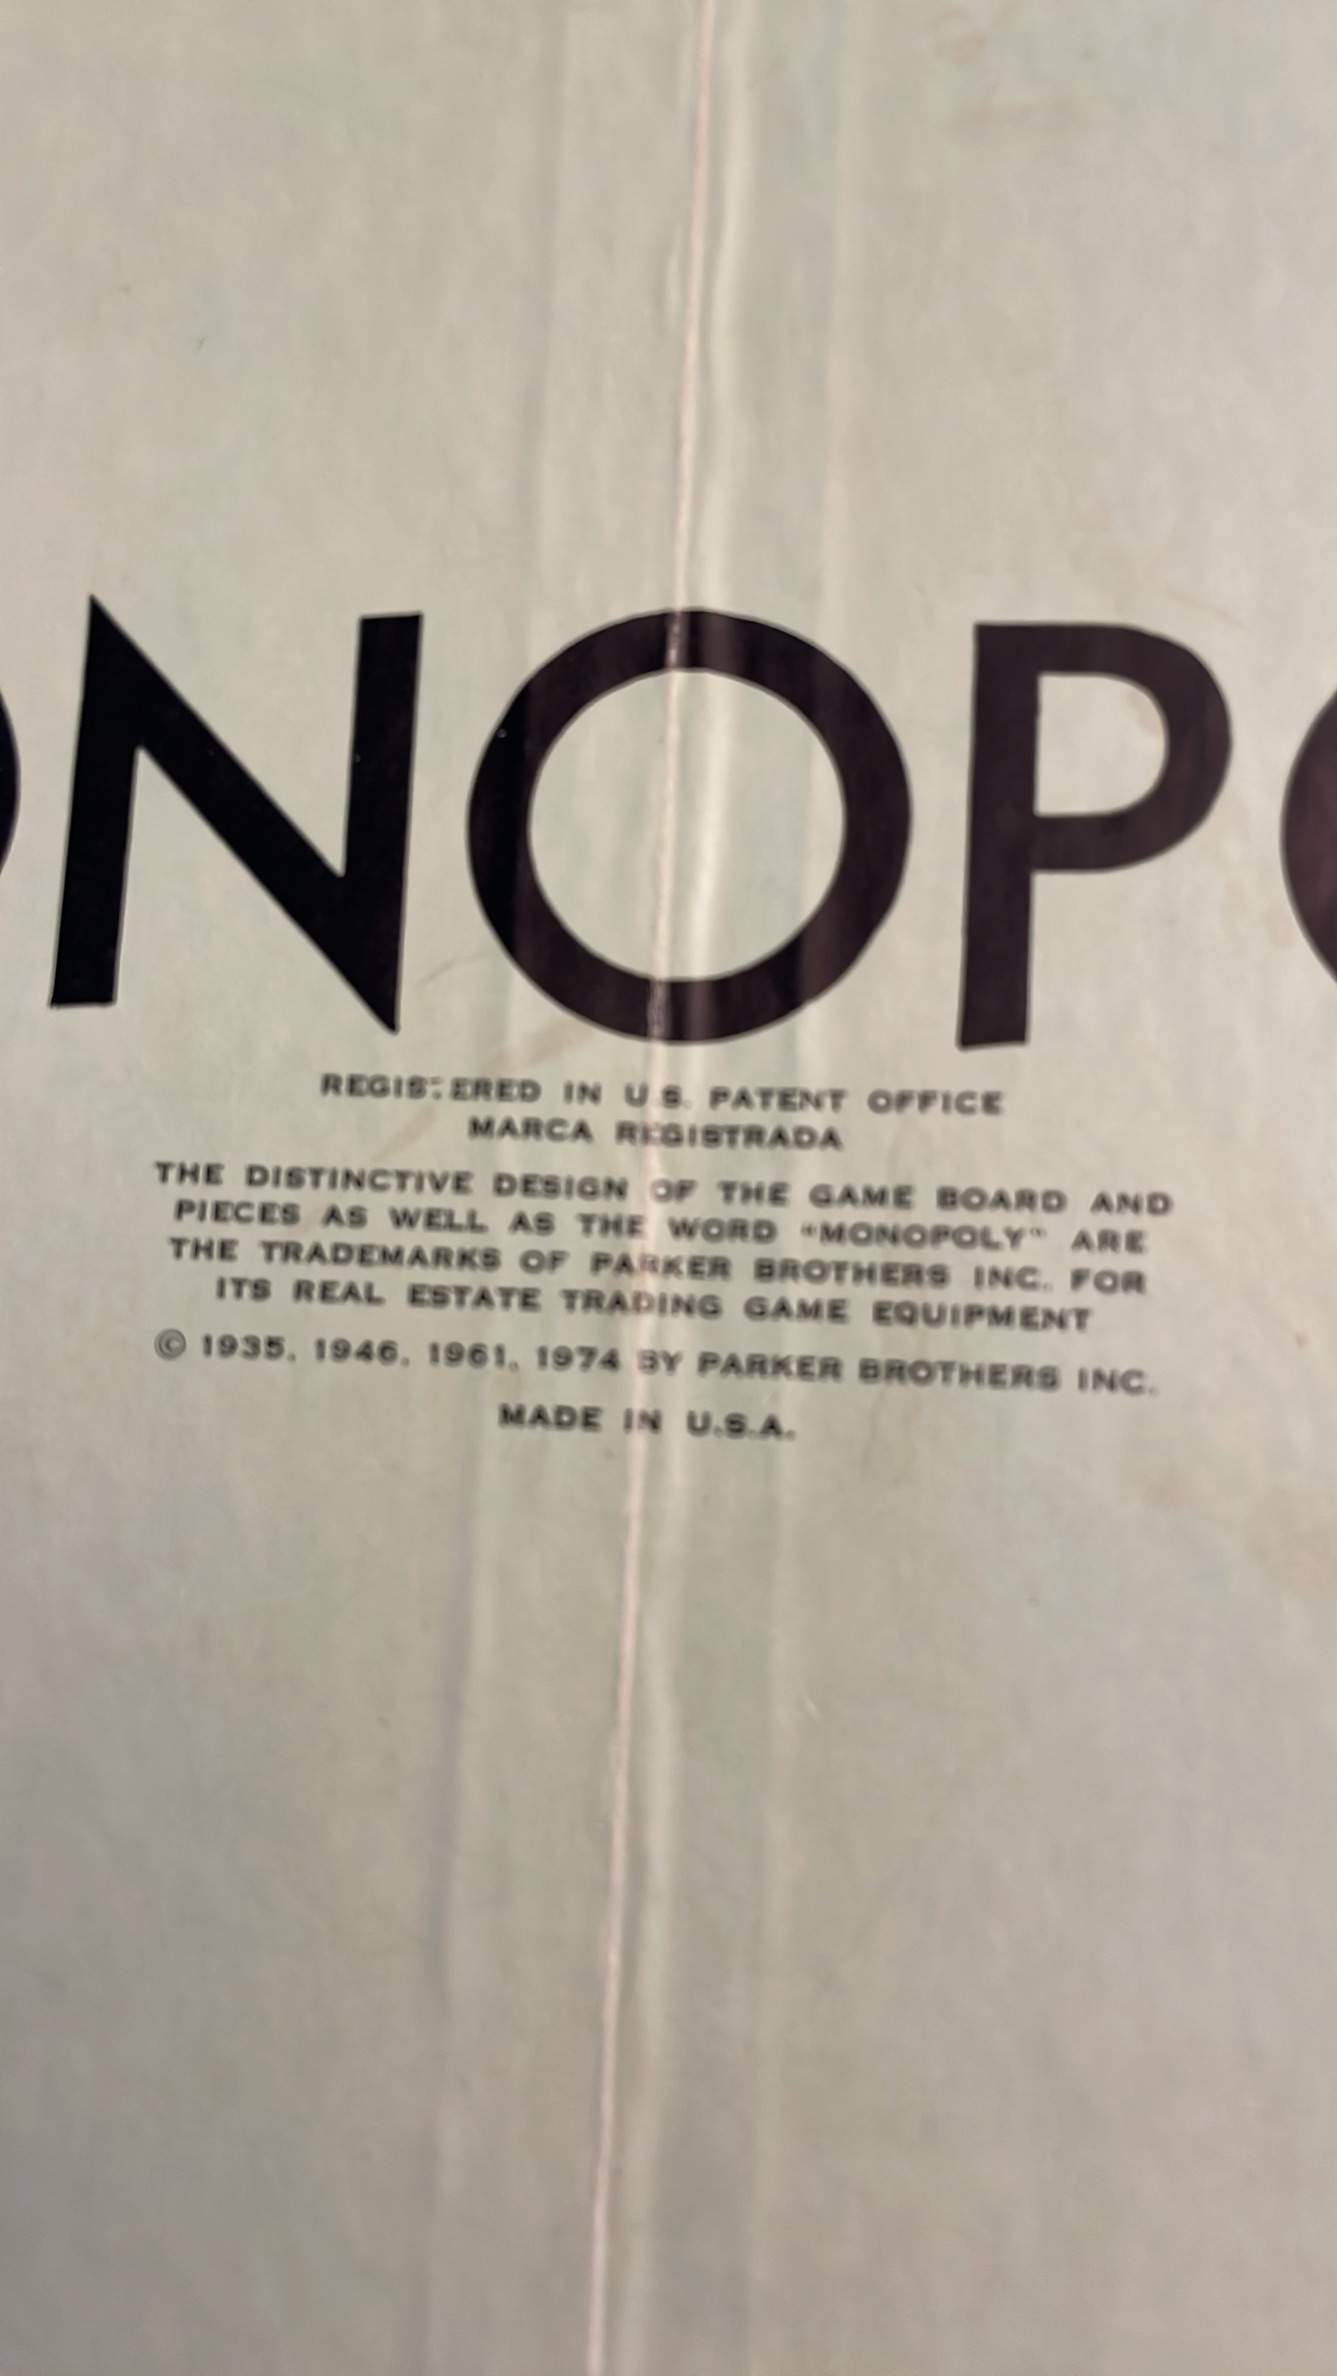 ONOPO
REGISTERED IN U.S. PATENT OFFICE
MARCA REGISTRADA
THE DISTINCTIVE DESIGN OF THE GAME BOARD AND
PIECES AS WELL AS THE WORD "MONOPOLY" ARE
THE TRADEMARKS OF PARKER BROTHERS INC. FOR
ITS REAL ESTATE TRADING GAME EQUIPMENT
© 1935, 1946, 1961, 1974 BY PARKER BROTHERS INC.
MADE IN U.S.A.